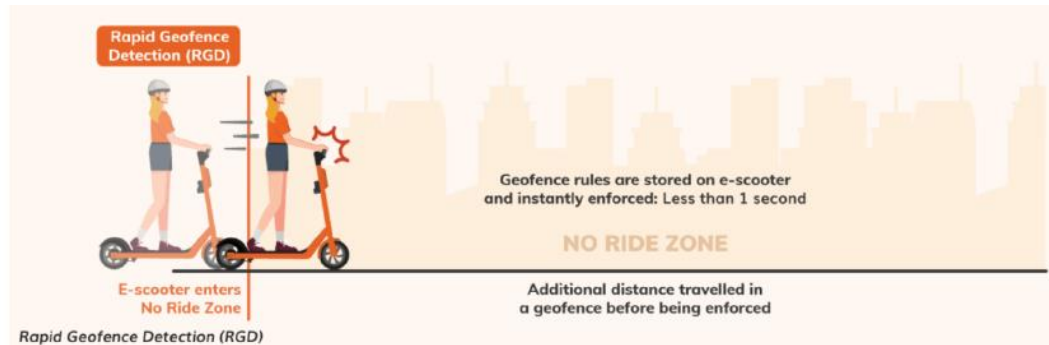 Rapid Geofence
Detection (RGD)
Geofence rules are stored on e-scooter
and instantly enforced: Less than 1 second
NO RIDE ZONE
E-scooter enters
No Ride Zone
Additional distance travelled in
a geofence before being enforced
Rapid Geofence Detection (RGD)